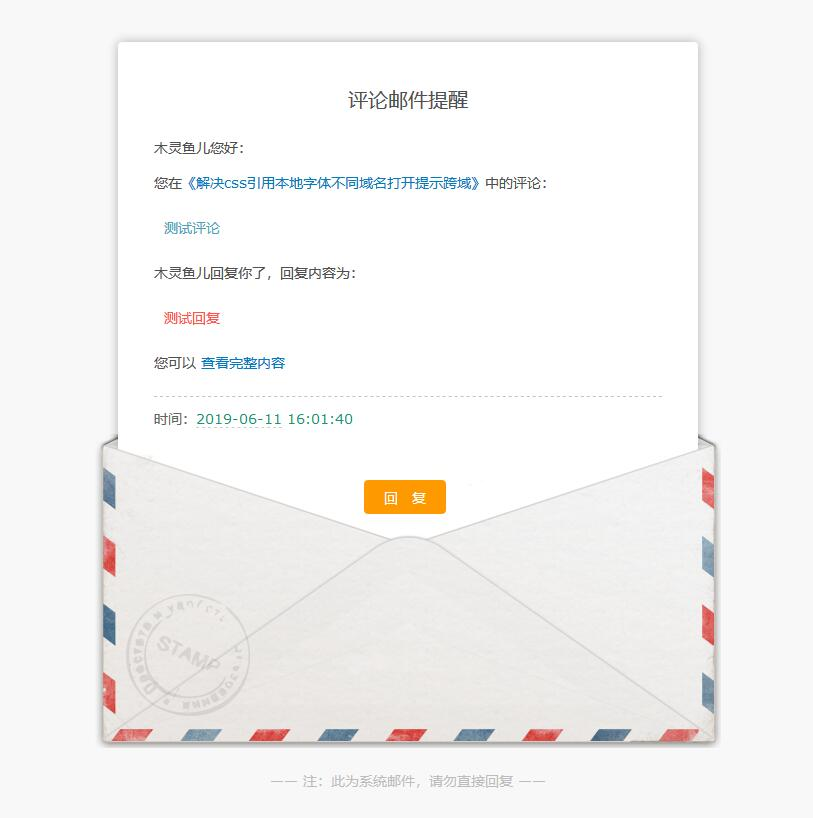 评论邮件提醒
木灵鱼儿您好：
您在《解决css引用本地字体不同域名打开提示跨域》中的评论：
测试评论
木灵鱼儿回复你了，回复内容为：
测试回复
您可以 查看完整内容
时间：2019-06-11 16:01:40
回 复
STAMP
—— 注：此为系统邮件，请勿直接回复 ——